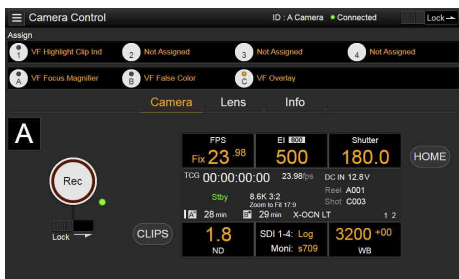 Camera Control
ID : A Camera
Connected
Lock
Assign
1 VF Highlight Clip Ind
2 Not Assigned
3 Not Assigned
4 Not Assigned
A VF Focus Magnifier
B VF False Color
C VF Overlay
Camera Lens Info
A
FPS
Fix 23.98
EI 800
500
Shutter
180.0
HOME
Rec
TCG 00:00:00:00 23.98fps DC IN 12.8V
Stby
8.6K 3:2
Zoom to Fit 17:9
Reel A001
Shot C003
A 28 min
B 29 min
X-OCN LT
1 2
Lock
CLIPS
1.8
ND
SDI 1-4: Log
Moni: s709
3200 +00
WB